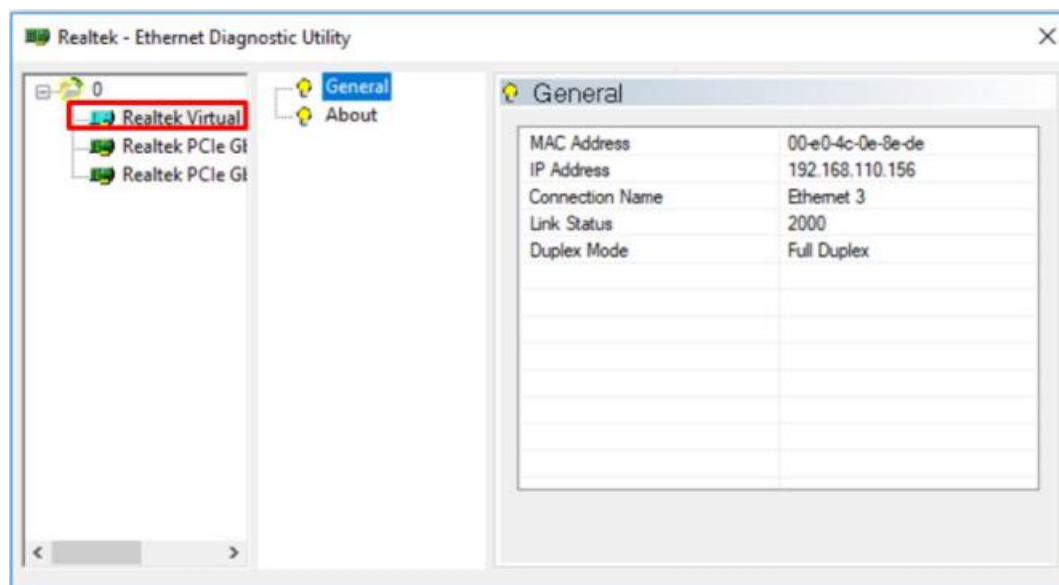 Realtek - Ethernet Diagnostic Utility
0
Realtek Virtual
Realtek PCIe
Realtek PCIe
General
About
General
MAC Address 00-e0-4c-0e-8e-de
IP Address 192.168.110.156
Connection Name Ethernet 3
Link Status 2000
Duplex Mode Full Duplex